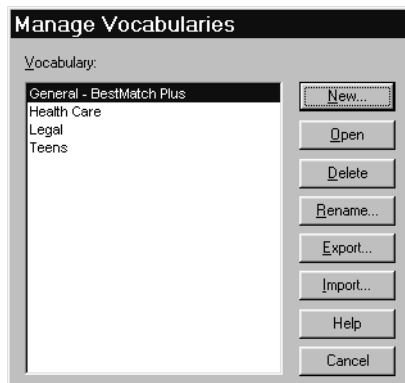 Manage Vocabularies
Vocabulary:
General - BestMatch Plus
Health Care
Legal
Teens
New...
Open
Delete
Rename...
Export...
Import...
Help
Cancel